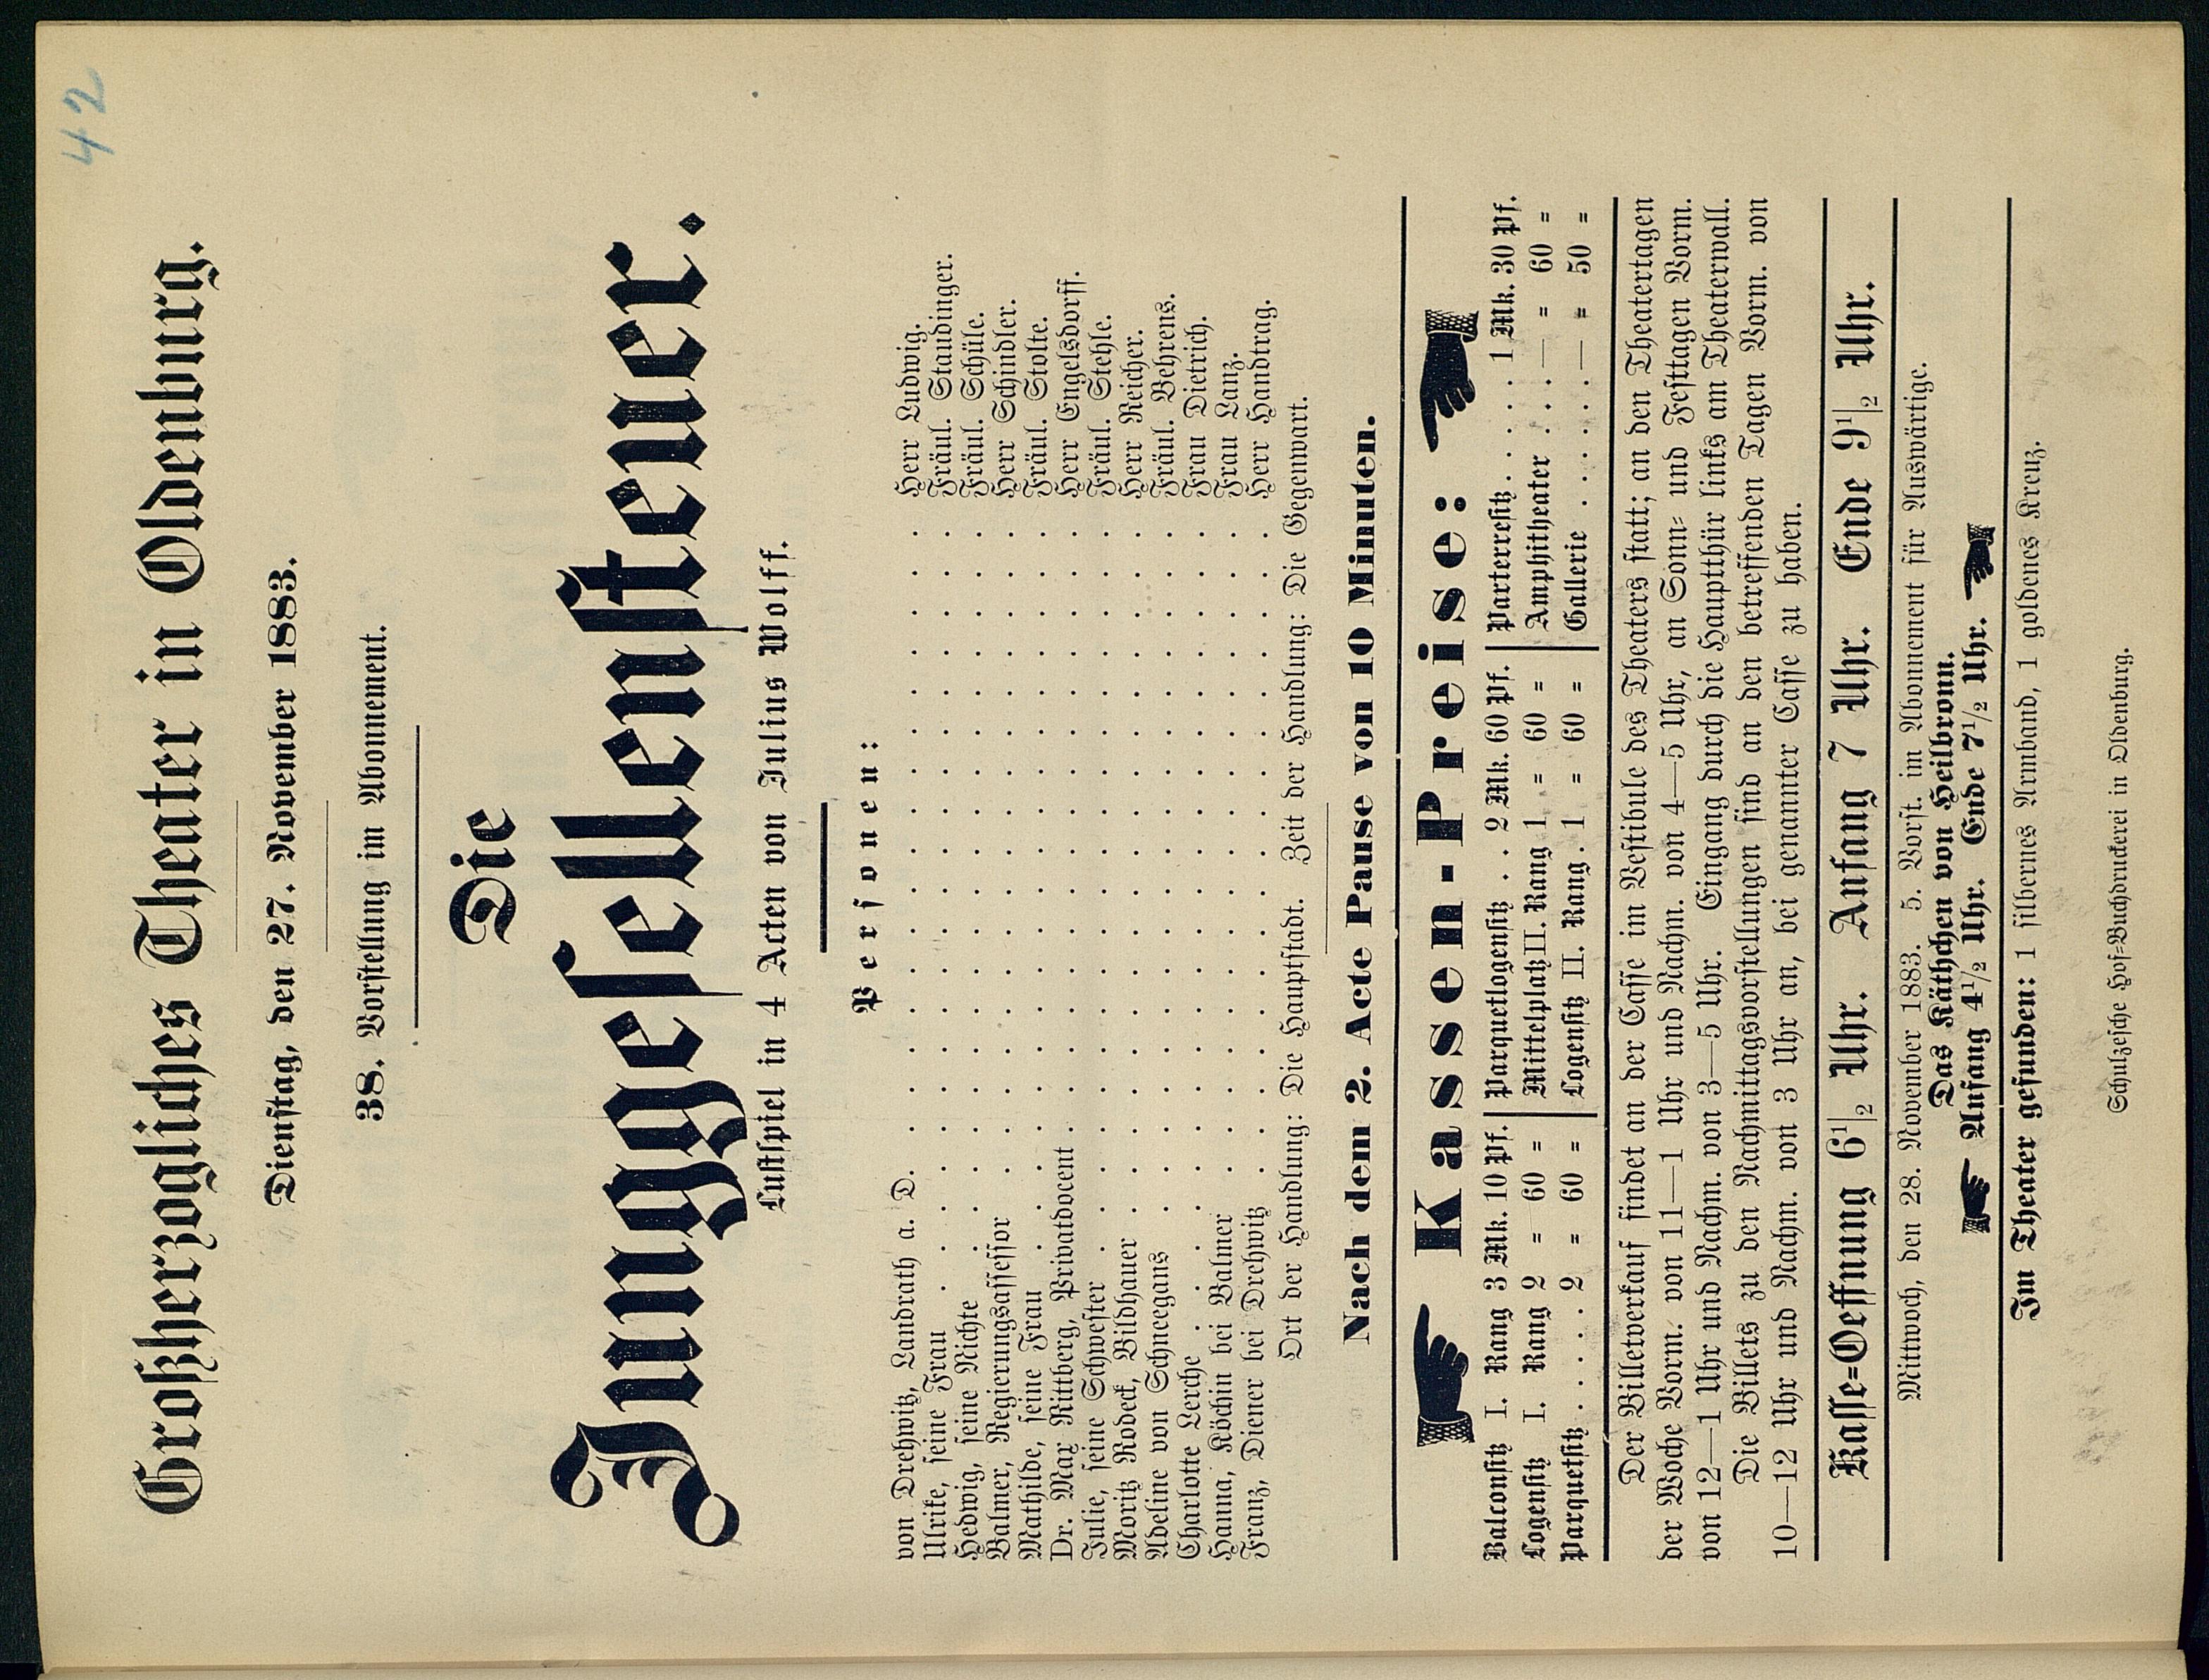 42
Großherzogliches Theater in Oldenburg.
Dienstag, den 27. November 1883.
38. Vorstellung im Abonnement.
Die
Junggesellensteuer.
Lustspiel in 4 Acten von Julius Wolff.
Personen:
von Drehwitz, Landrath a. D. . . . . . . . . . . . . . . . . . Herr Ludwig.
Ulrike, seine Frau . . . . . . . . . . . . . . . . . . . . Fräul. Staudinger.
Hedwig, seine Nichte . . . . . . . . . . . . . . . . . . . Fräul. Schüle.
Balmer, Regierungsassessor . . . . . . . . . . . . . . . . . Herr Schindler.
Mathilde, seine Frau . . . . . . . . . . . . . . . . . . . Fräul. Stolte.
Dr. Max Rittberg, Privatdocent . . . . . . . . . . . . . . . . Herr Engelsdorff.
Julie, seine Schwester . . . . . . . . . . . . . . . . . . . Fräul. Stehle.
Moritz Rodeck, Bildhauer . . . . . . . . . . . . . . . . . . Herr Reicher.
Adeline von Schneegans . . . . . . . . . . . . . . . . . . Fräul. Behrens.
Charlotte Lerche . . . . . . . . . . . . . . . . . . . . Frau Dietrich.
Hanna, Köchin bei Balmer . . . . . . . . . . . . . . . . . Frau Lanz.
Franz, Diener bei Drehwitz . . . . . . . . . . . . . . . . . Herr Handtrag.
Ort der Handlung: Die Hauptstadt. Zeit der Handlung: Die Gegenwart.
Nach dem 2. Acte Pause von 10 Minuten.
Kassen-Preise:
Balconsitz I. Rang 3 Mk. 10 Pf. Parquetlogensitz . . 2 Mk. 60 Pf. Parterresitz . . . . . 1 Mk. 30 Pf.
Logensitz I. Rang 2 = 60 = Mittelplatz II. Rang 1 = 60 = Amphitheater . . . — = 60 =
Parquetsitz . . . . . 2 = 60 = Logensitz II. Rang . 1 = 60 = Gallerie . . . . . . — = 50 =
Der Billetverkauf findet an der Casse im Vestibule des Theaters statt; an den Theatertagen
der Woche Vorm. von 11—1 Uhr und Nachm. von 4—5 Uhr, an Sonn= und Festtagen Vorm.
von 12—1 Uhr und Nachm. von 3—5 Uhr. Eingang durch die Hauptthür links am Theaterwall.
Die Billets zu den Nachmittagsvorstellungen sind an den betreffenden Tagen Vorm. von
10—12 Uhr und Nachm. von 3 Uhr an, bei genannter Casse zu haben.
Kasse=Oeffnung 6½ Uhr. Anfang 7 Uhr. Ende 9½ Uhr.
Mittwoch, den 28. November 1883. 5. Vorst. im Abonnement für Auswärtige.
Das Käthchen von Heilbronn.
Anfang 4½ Uhr. Ende 7½ Uhr.
Im Theater gefunden: 1 silbernes Armband, 1 goldenes Kreuz.
Schulzesche Hof=Buchdruckerei in Oldenburg.